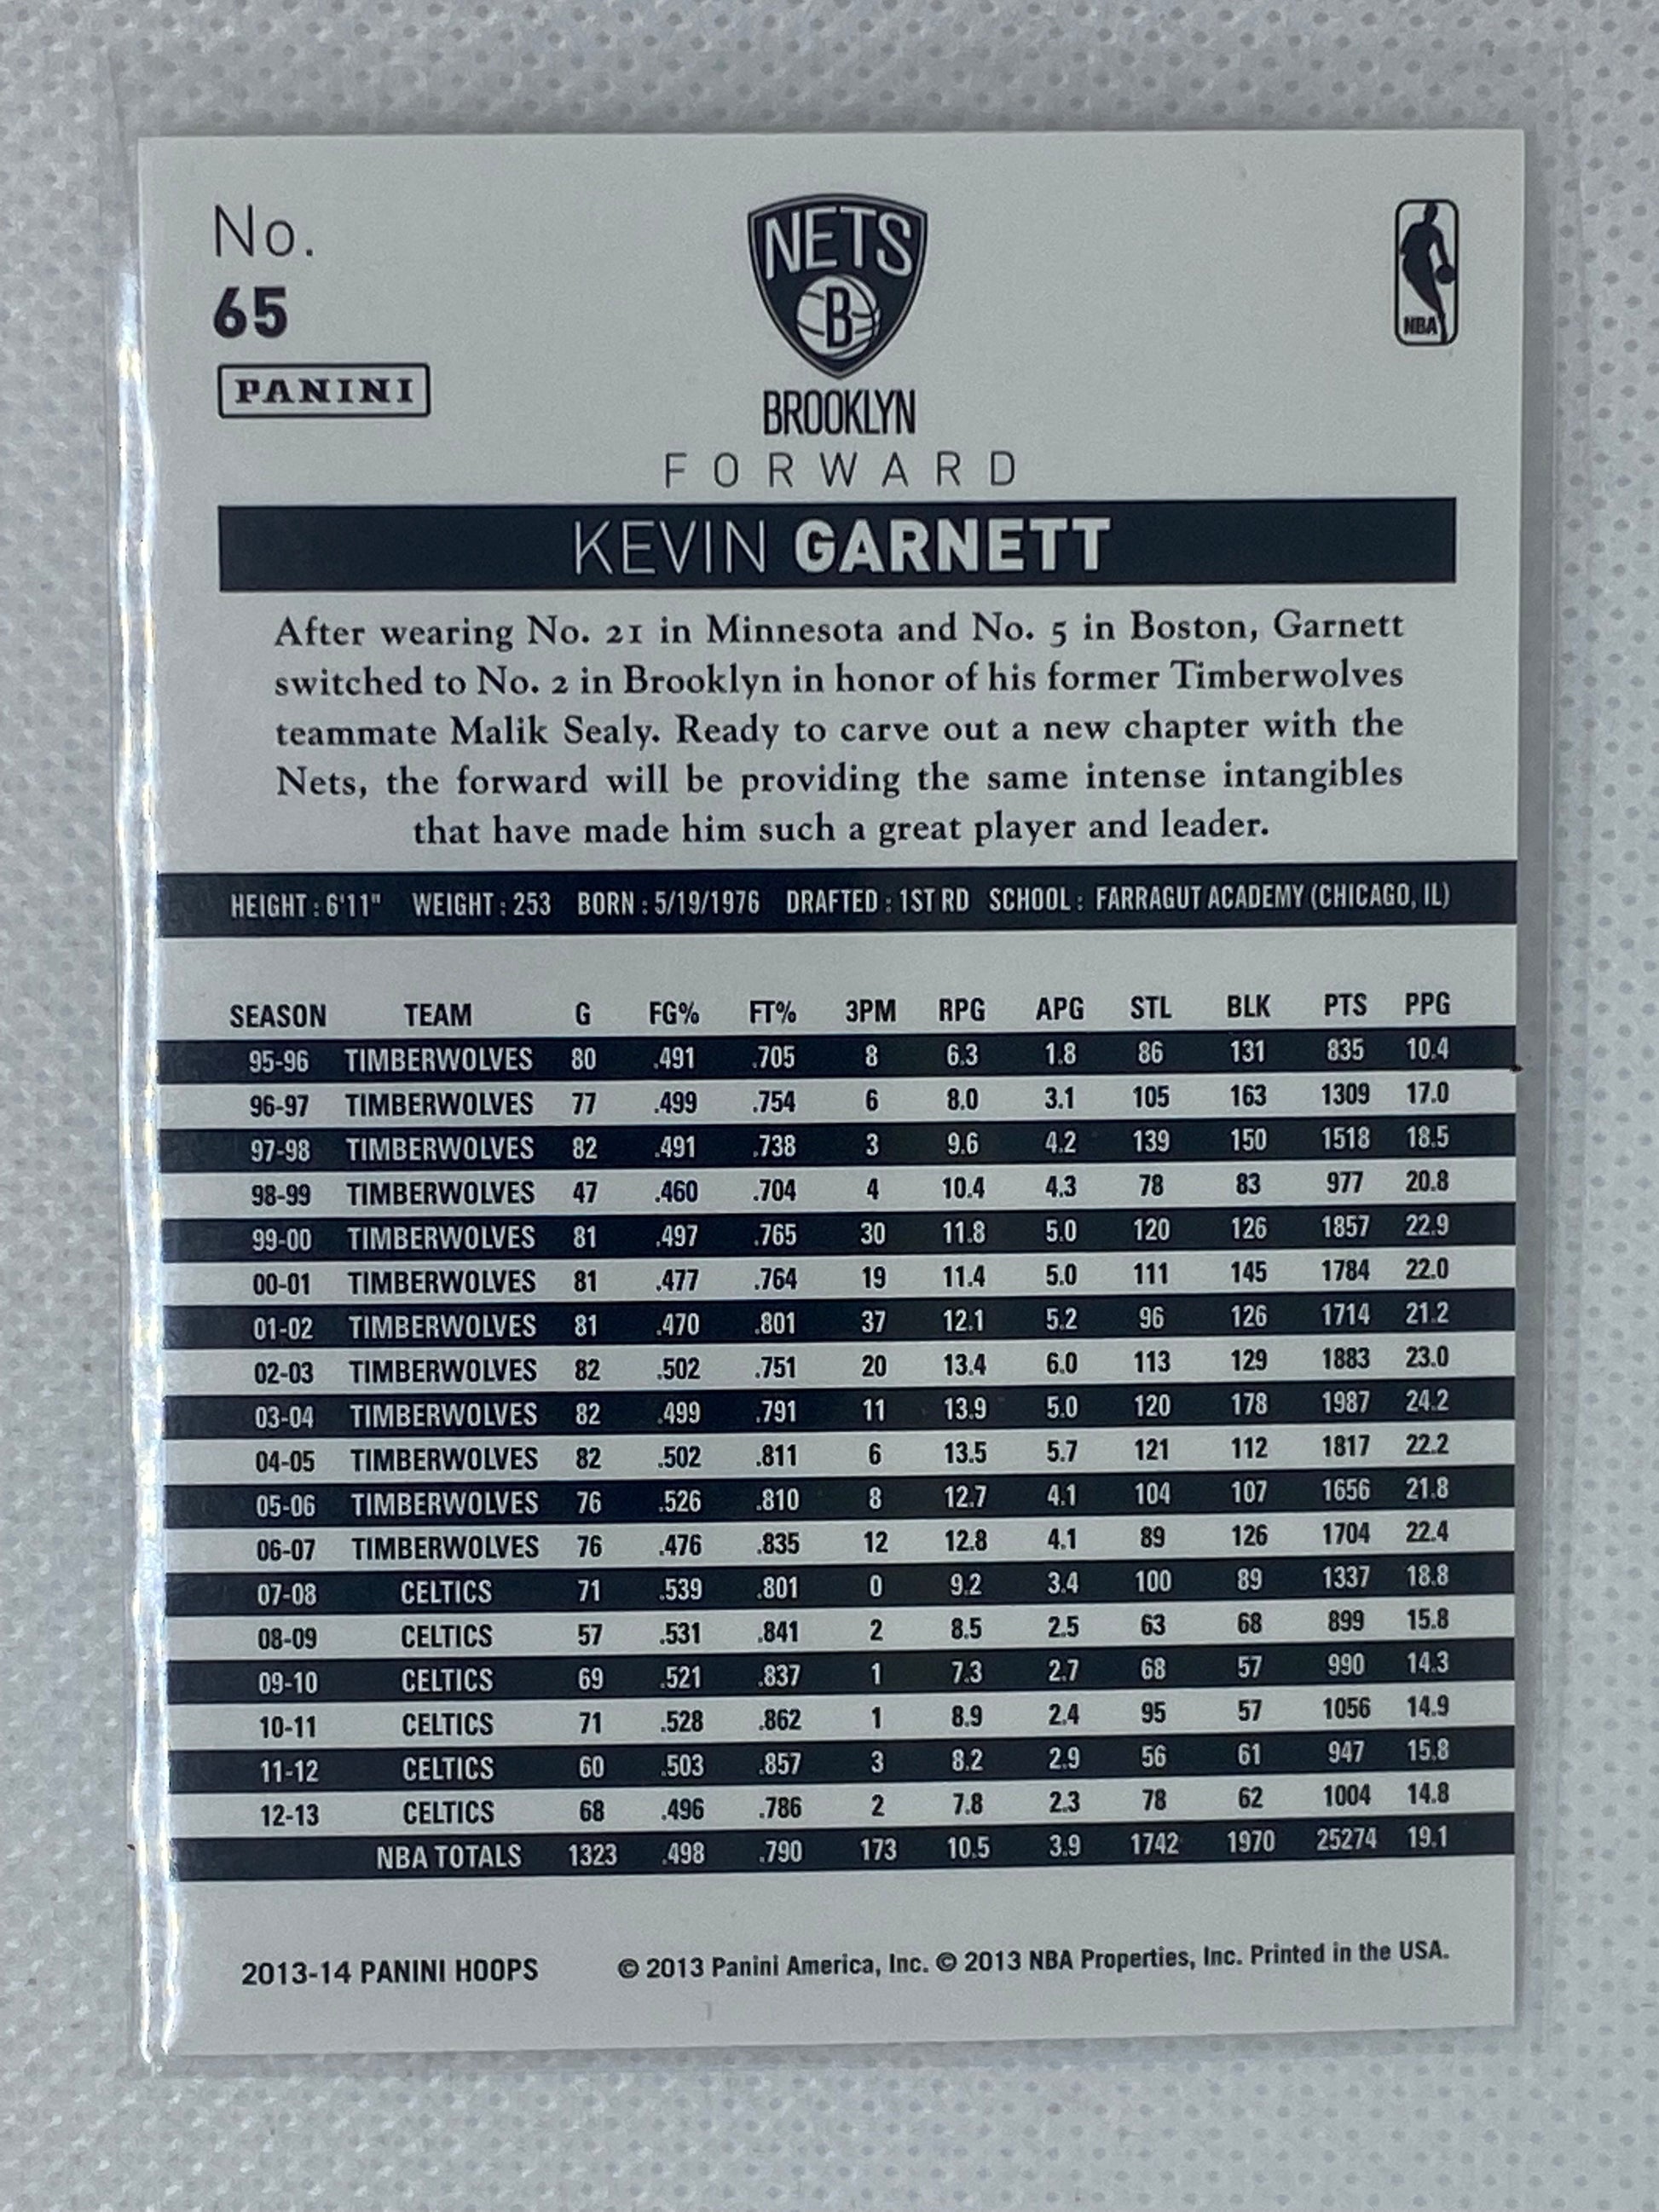 No.
65
PANINI
NETS
B
BROOKLYN
NBA
FORWARD
KEVIN GARNETT
After wearing No. 21 in Minnesota and No. 5 in Boston, Garnett
switched to No. 2 in Brooklyn in honor of his former Timberwolves
teammate Malik Sealy. Ready to carve out a new chapter with the
Nets, the forward will be providing the same intense intangibles
that have made him such a great player and leader.
HEIGHT : 6'11" WEIGHT : 253 BORN : 5/19/1976 DRAFTED : 1ST RD SCHOOL : FARRAGUT ACADEMY (CHICAGO, IL)
SEASON TEAM G FG% FT% 3PM RPG APG STL BLK PTS PPG
95-96 TIMBERWOLVES 80 .491 .705 8 6.3 1.8 86 131 835 10.4
96-97 TIMBERWOLVES 77 .499 .754 6 8.0 3.1 105 163 1309 17.0
97-98 TIMBERWOLVES 82 .491 .738 3 9.6 4.2 139 150 1518 18.5
98-99 TIMBERWOLVES 47 .460 .704 4 10.4 4.3 78 83 977 20.8
99-00 TIMBERWOLVES 81 .497 .765 30 11.8 5.0 120 126 1857 22.9
00-01 TIMBERWOLVES 81 .477 .764 19 11.4 5.0 111 145 1784 22.0
01-02 TIMBERWOLVES 81 .470 .801 37 12.1 5.2 96 126 1714 21.2
02-03 TIMBERWOLVES 82 .502 .751 20 13.4 6.0 113 129 1883 23.0
03-04 TIMBERWOLVES 82 .499 .791 11 13.9 5.0 120 178 1987 24.2
04-05 TIMBERWOLVES 82 .502 .811 6 13.5 5.7 121 112 1817 22.2
05-06 TIMBERWOLVES 76 .526 .810 8 12.7 4.1 104 107 1656 21.8
06-07 TIMBERWOLVES 76 .476 .835 12 12.8 4.1 89 126 1704 22.4
07-08 CELTICS 71 .539 .801 0 9.2 3.4 100 89 1337 18.8
08-09 CELTICS 57 .531 .841 2 8.5 2.5 63 68 899 15.8
09-10 CELTICS 69 .521 .837 1 7.3 2.7 68 57 990 14.3
10-11 CELTICS 71 .528 .862 1 8.9 2.4 95 57 1056 14.9
11-12 CELTICS 60 .503 .857 3 8.2 2.9 56 61 947 15.8
12-13 CELTICS 68 .496 .786 2 7.8 2.3 78 62 1004 14.8
NBA TOTALS 1323 .498 .790 173 10.5 3.9 1742 1970 25274 19.1
2013-14 PANINI HOOPS © 2013 Panini America, Inc. © 2013 NBA Properties, Inc. Printed in the USA.